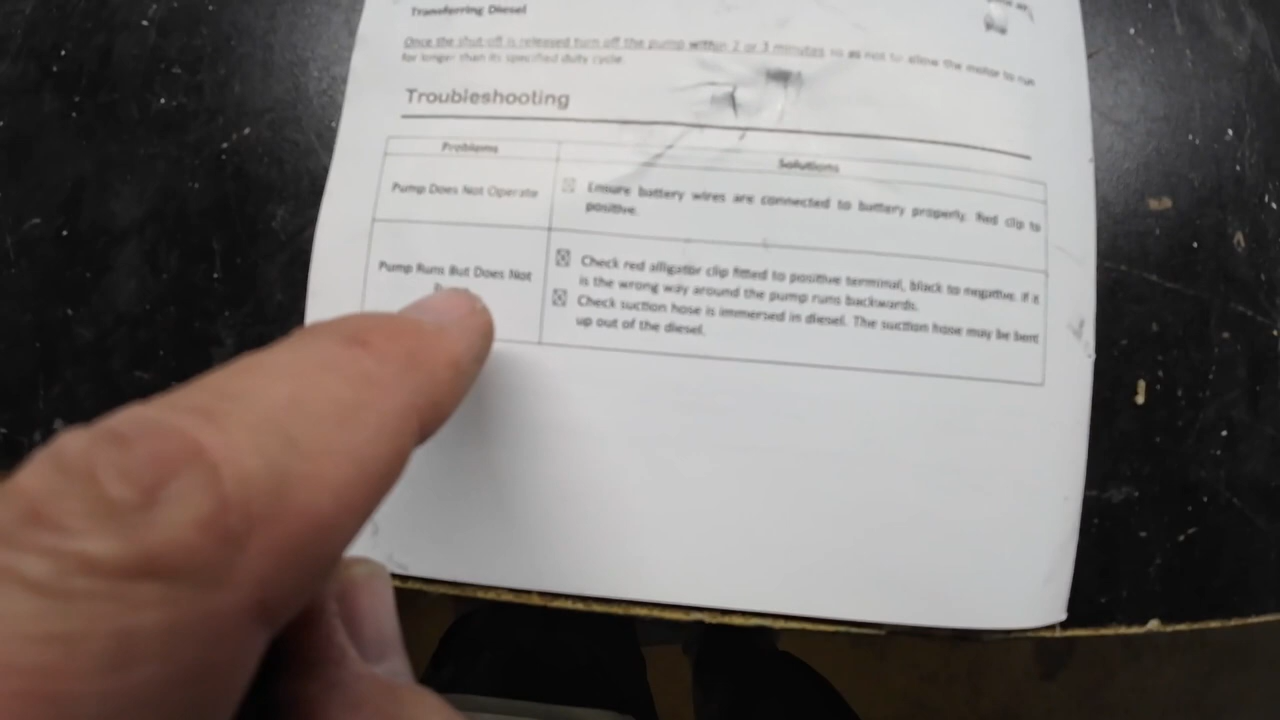 Transferring Diesel
Once the shut-off is released turn off the pump within 2 or 3 minutes so as not to allow the motor to run
for longer than its specified duty cycle.
Troubleshooting
Problems
Solutions
Pump Does Not Operate
Ensure battery wires are connected to battery properly. Red clip to
positive.
Pump Runs But Does Not
Check red alligator clip fitted to positive terminal, black to negative. If it
is the wrong way around the pump runs backwards.
Check suction hose is immersed in diesel. The suction hose may be bent
up out of the diesel.